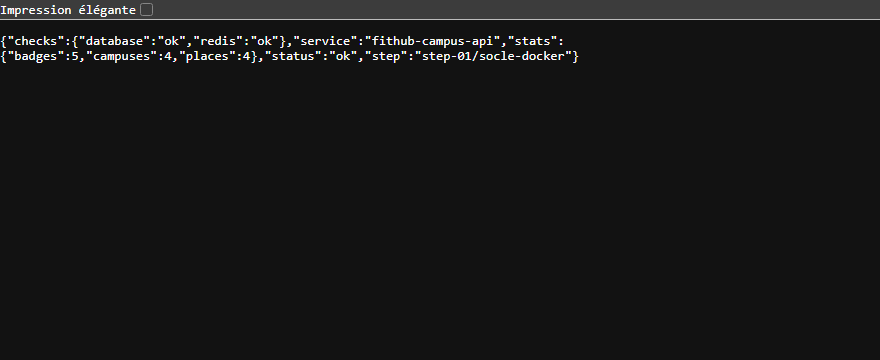 Impression élégante
{"checks":{"database":"ok","redis":"ok"},"service":"fithub-campus-api","stats":
{"badges":5,"campuses":4,"places":4},"status":"ok","step":"step-01/socle-docker"}